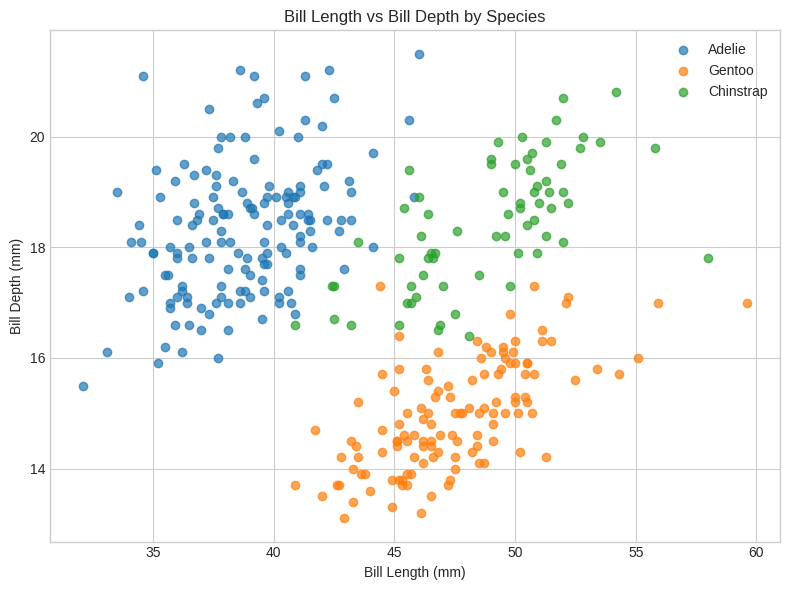 Bill Length vs Bill Depth by Species
Adelie
Gentoo
Chinstrap
Bill Depth (mm)
20
18
16
14
35 40 45 50 55 60
Bill Length (mm)